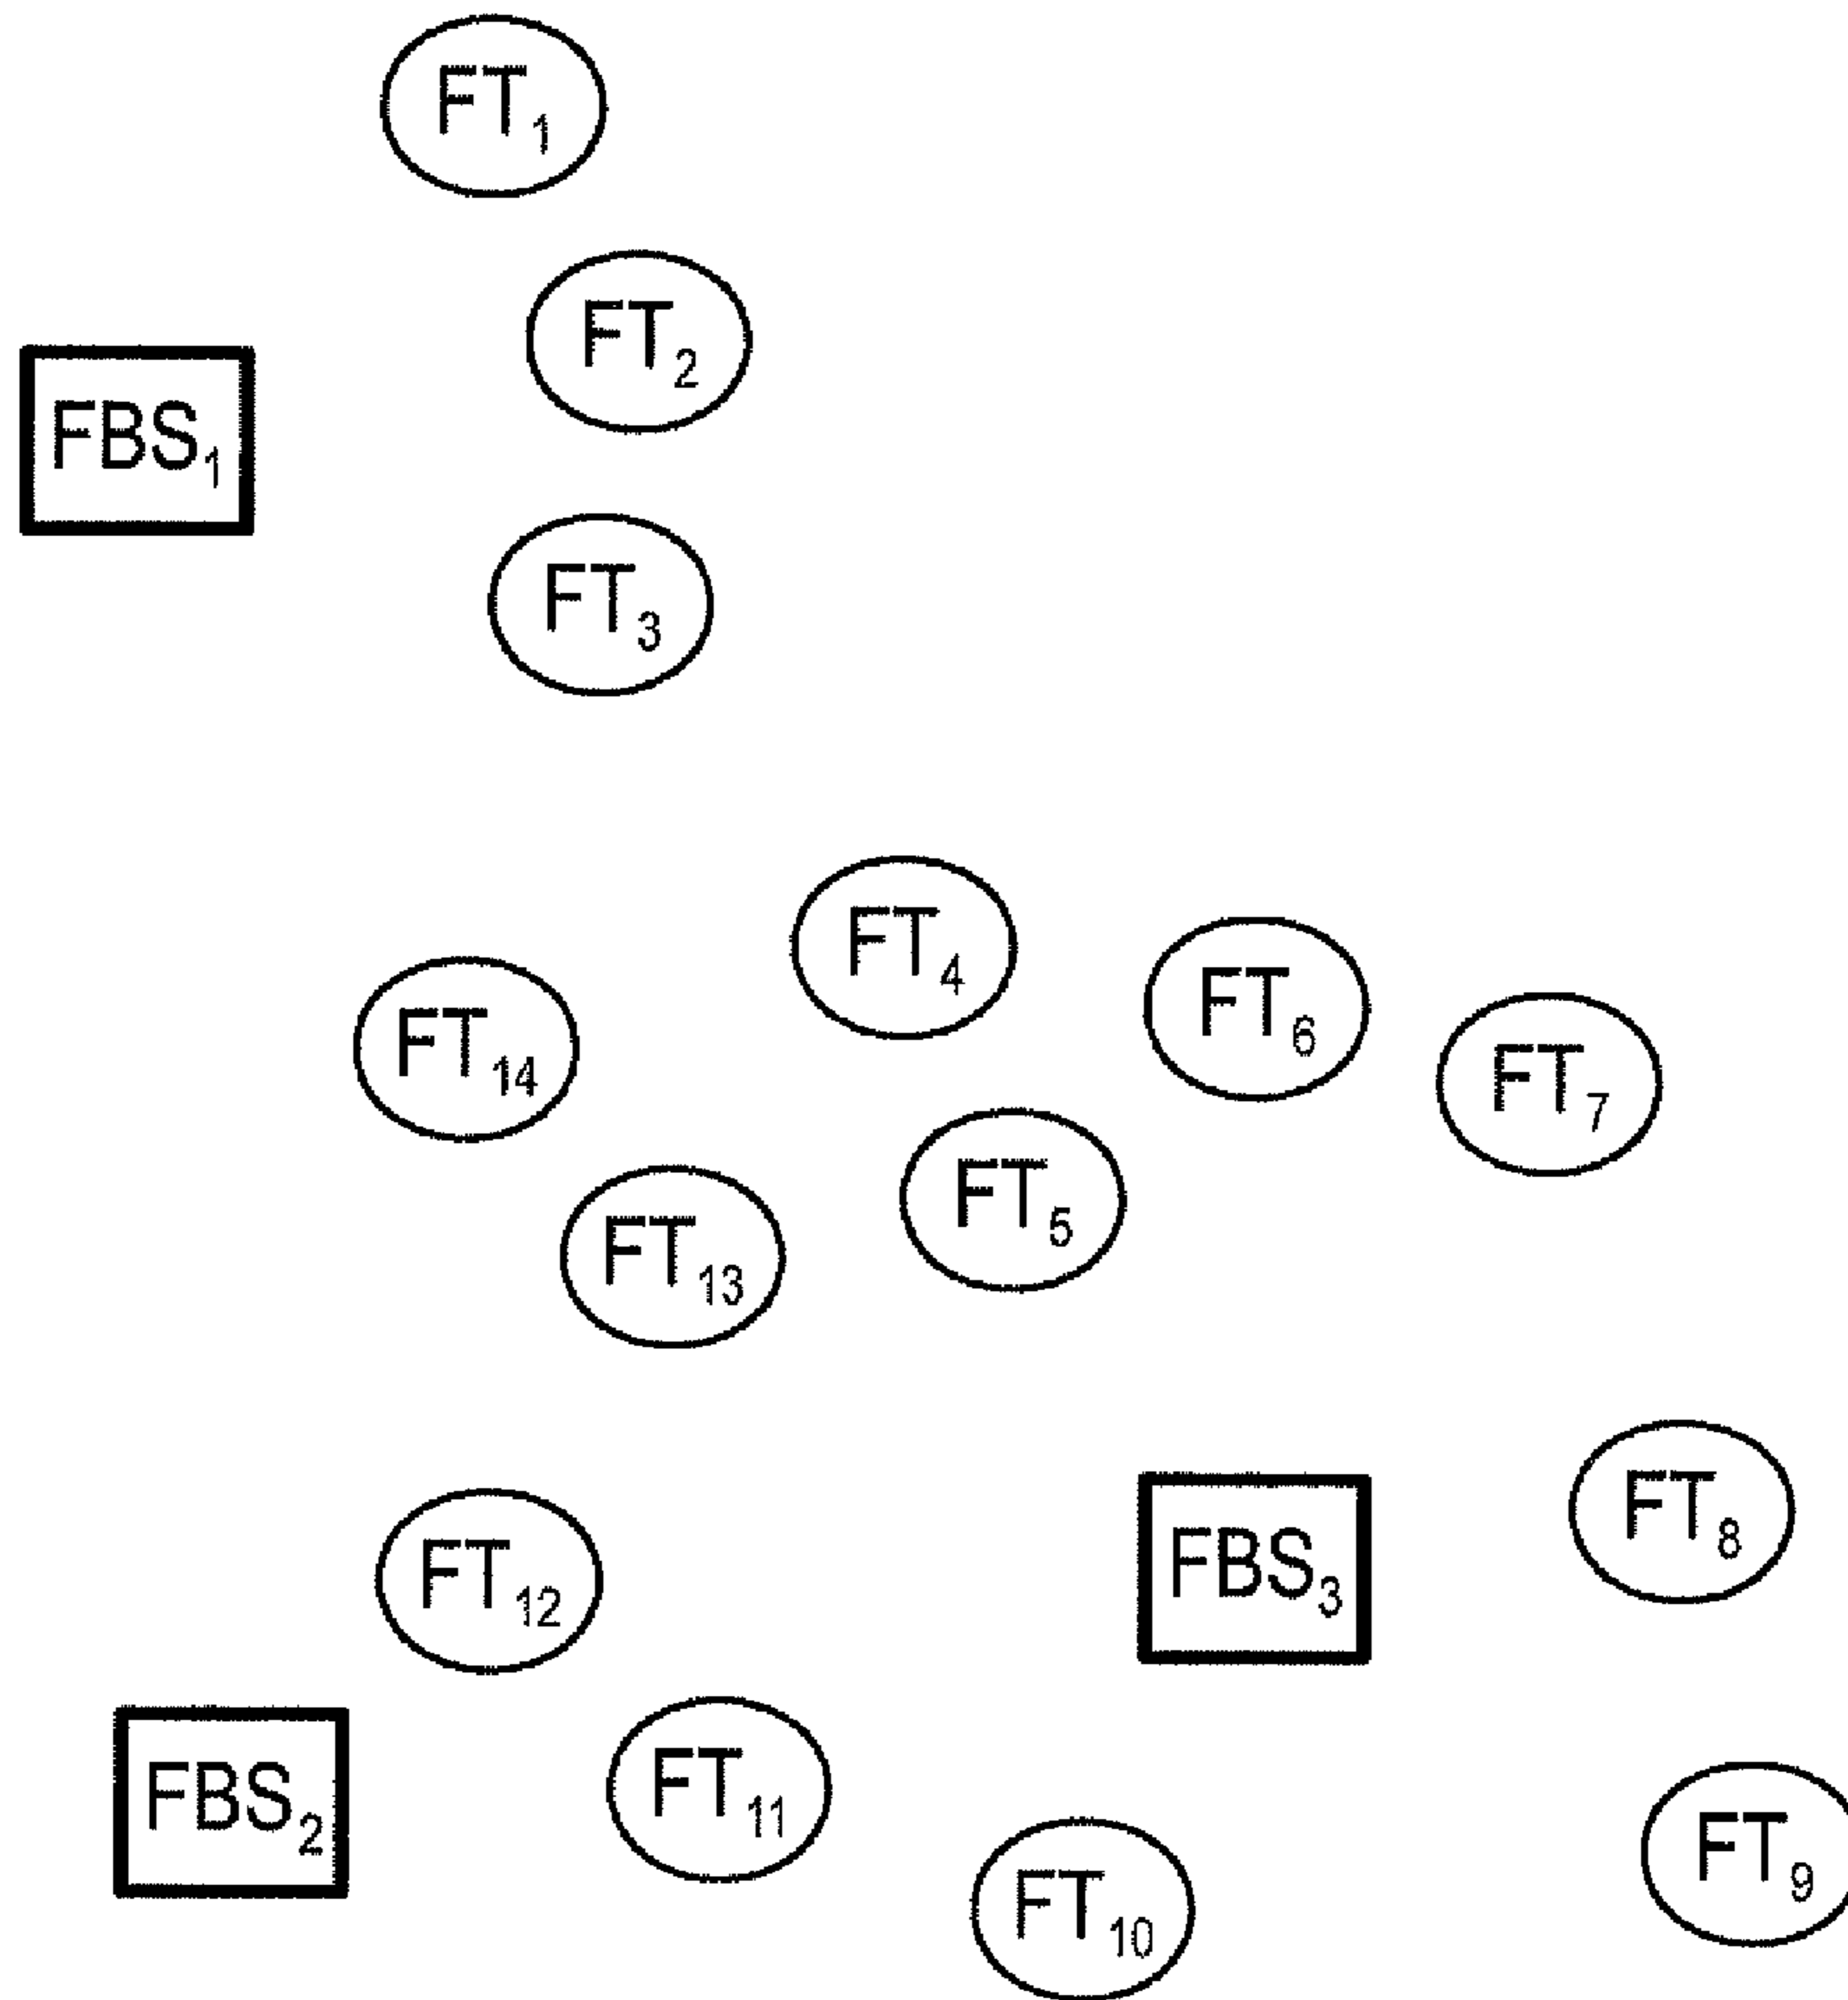 FT₁
FT₂
FBS₁
FT₃
FT₄
FT₆
FT₁₄
FT₇
FT₅
FT₁₃
FT₈
FBS₃
FT₁₂
FBS₂
FT₁₁
FT₉
FT₁₀